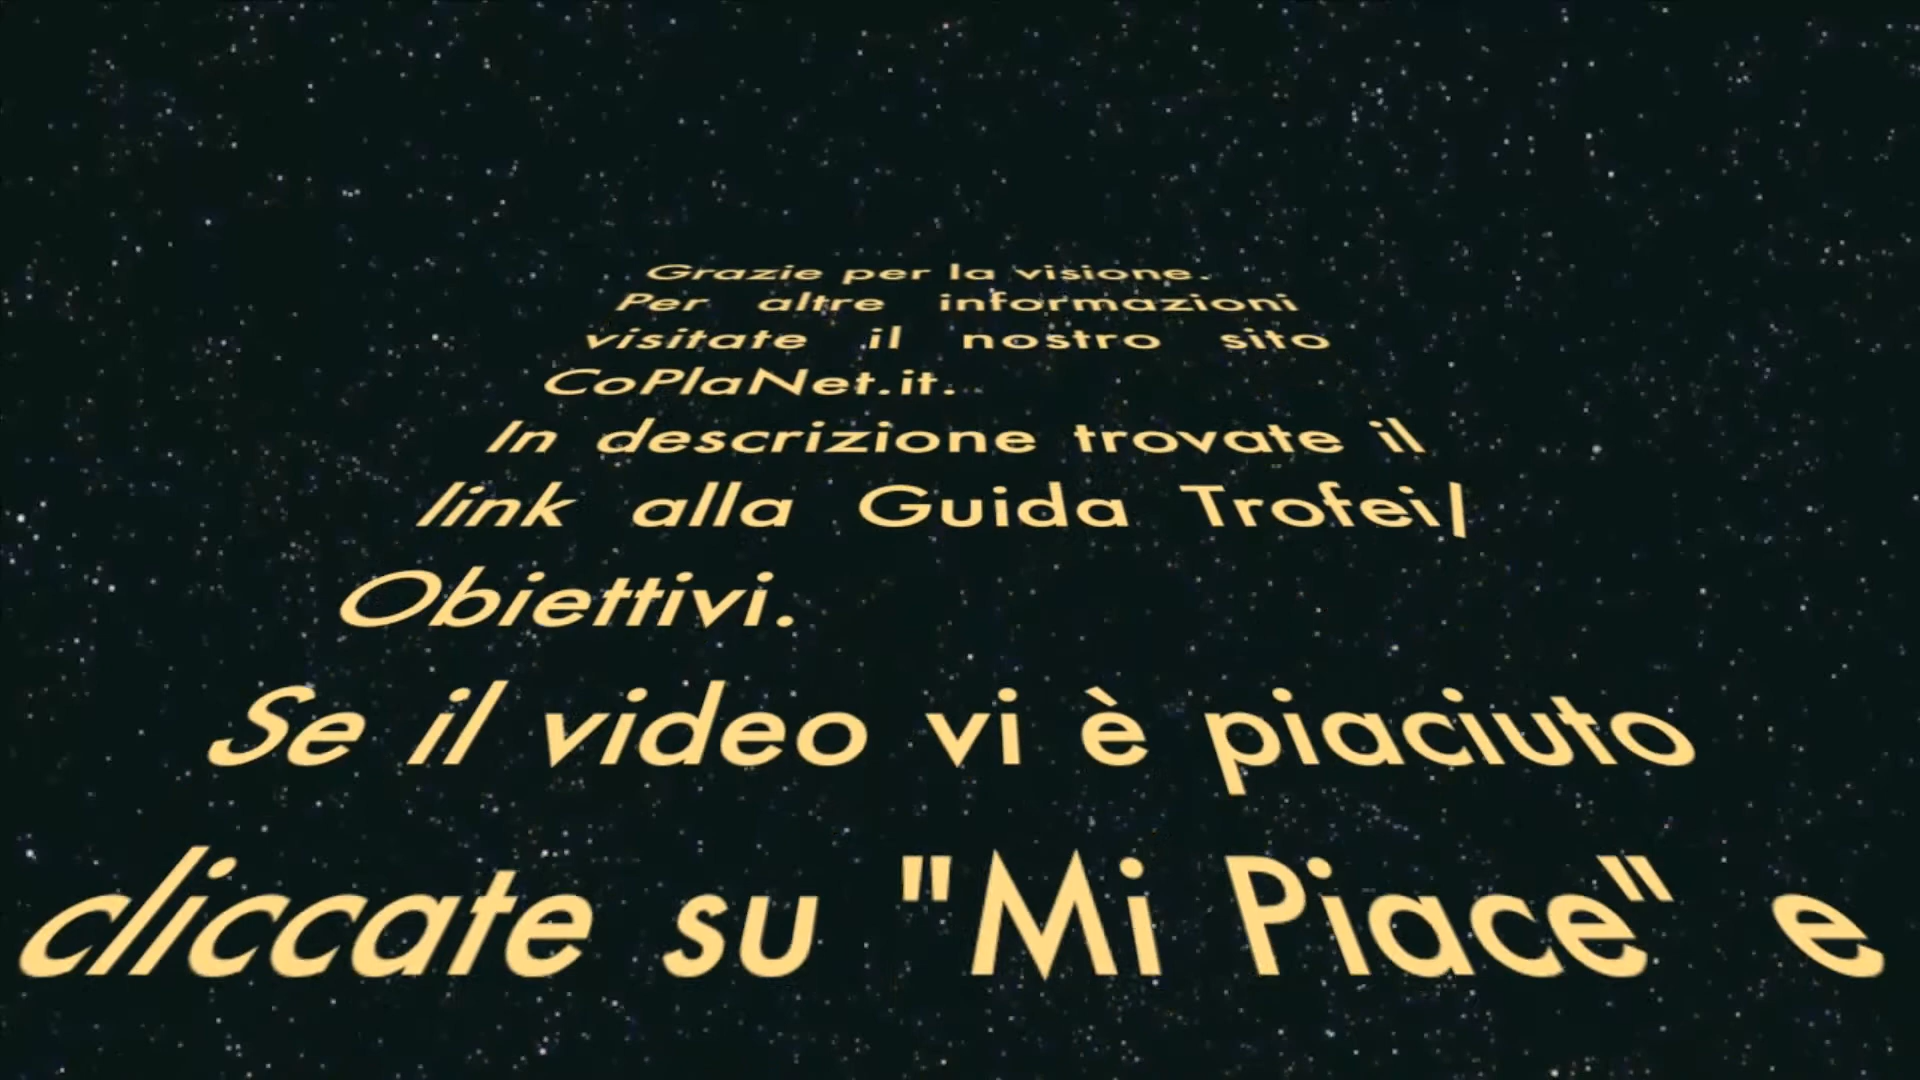 Grazie per la visione.
Per altre informazioni
visitate il nostro sito
CoPlaNet.it.
In descrizione trovate il
link alla Guida Trofei/
Obiettivi.
Se il video vi è piaciuto
cliccate su "Mi Piace" e